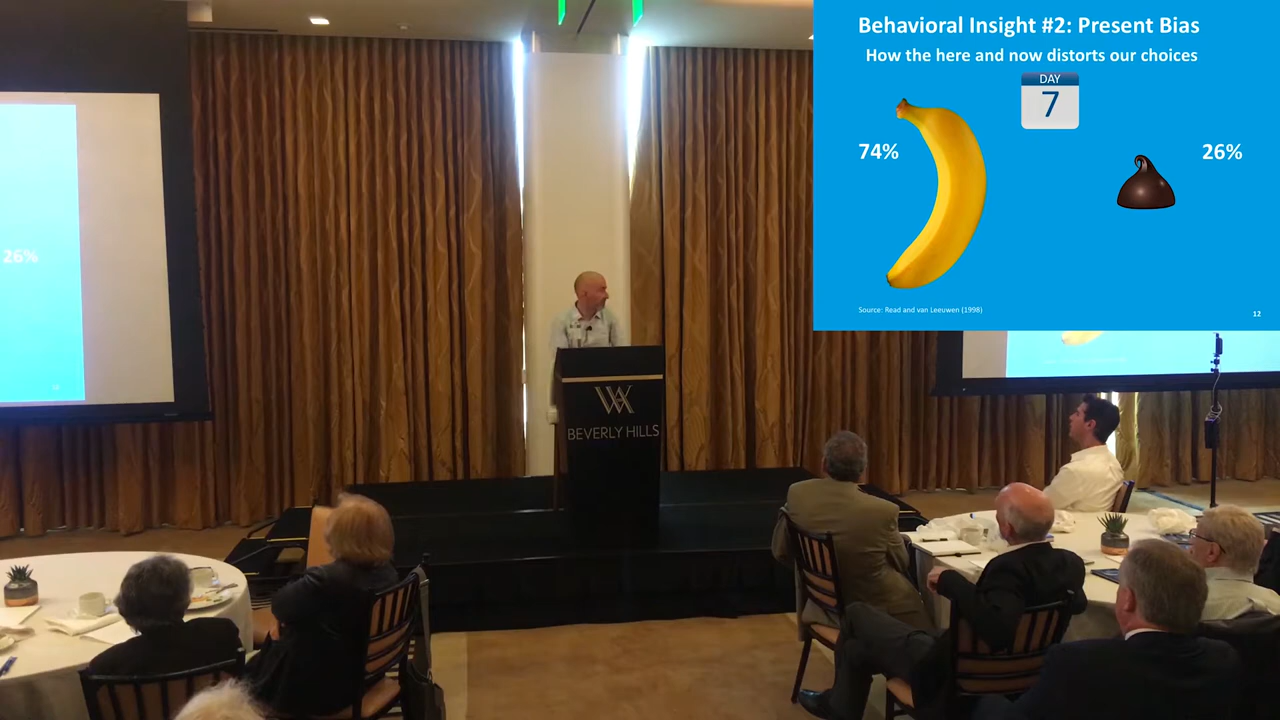 Behavioral Insight #2: Present Bias
How the here and now distorts our choices
DAY
7
74%
26%
Source: Read and van Leeuwen (1998)
12
26%
WA
BEVERLY HILLS